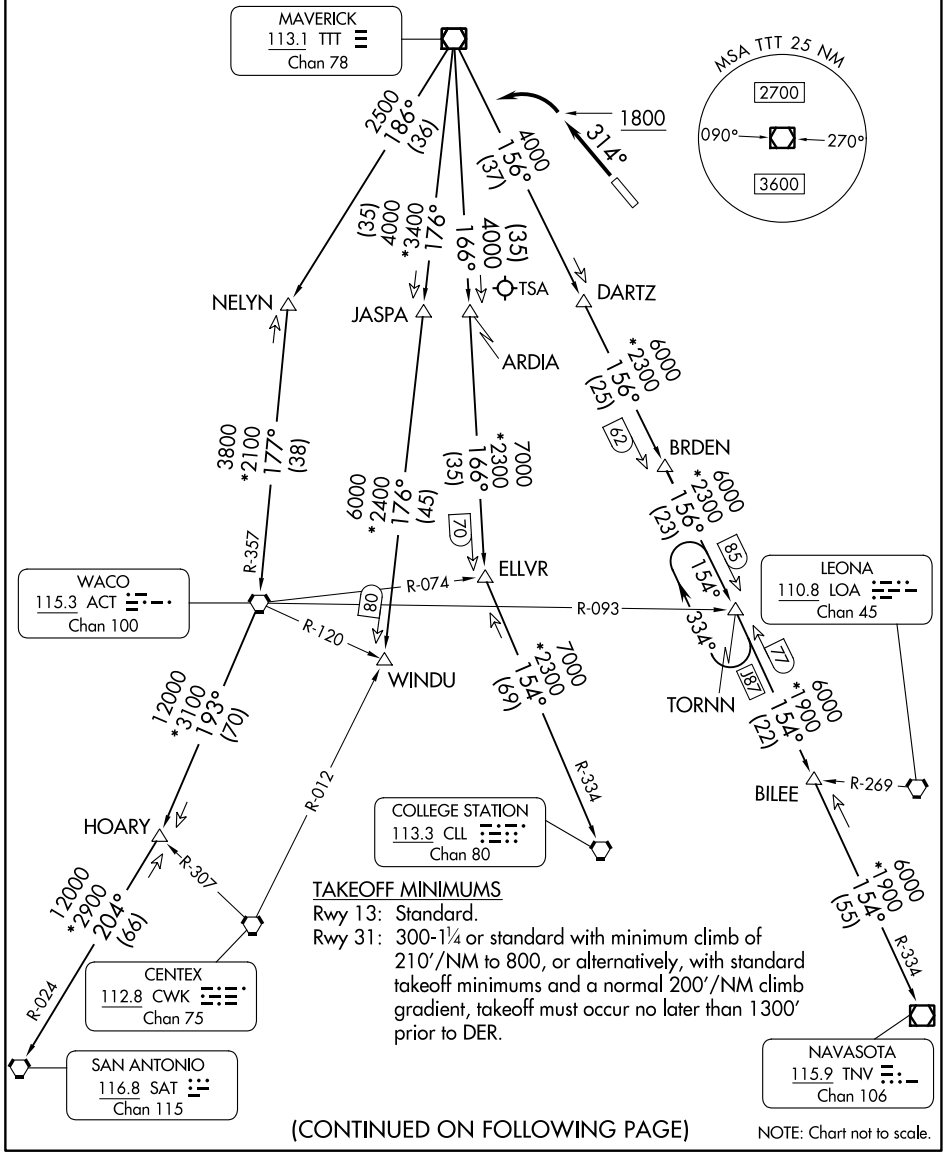 MAVERICK
113.1 TTT
Chan 78
MSA TTT 25 NM
2700
090°
270°
3600
1800
314°
2500
186°
(36)
(35)
4000
*3400
176°
(35)
4000
166°
4000
156°
(37)
TSA
NELYN
JASPA
ARDIA
DARTZ
3800
*2100
177°
(38)
6000
*2400
176°
(45)
7000
*2300
166°
(35)
6000
*2300
156°
(25)
62
BRDEN
6000
*2300
156°
(23)
85
70
80
R-357
WACO
115.3 ACT
Chan 100
R-074
ELLVR
R-093
R-120
WINDU
154°
334°
77
J87
TORNN
LEONA
110.8 LOA
Chan 45
12000
*3100
193°
(70)
7000
*2300
154°
(69)
6000
*1900
154°
(22)
BILEE
R-269
R-012
R-334
HOARY
R-307
COLLEGE STATION
113.3 CLL
Chan 80
12000
*2900
204°
(66)
R-024
6000
*1900
154°
(55)
R-334
CENTEX
112.8 CWK
Chan 75
SAN ANTONIO
116.8 SAT
Chan 115
NAVASOTA
115.9 TNV
Chan 106
TAKEOFF MINIMUMS
Rwy 13: Standard.
Rwy 31: 300-1¼ or standard with minimum climb of
210'/NM to 800, or alternatively, with standard
takeoff minimums and a normal 200'/NM climb
gradient, takeoff must occur no later than 1300'
prior to DER.
(CONTINUED ON FOLLOWING PAGE)
NOTE: Chart not to scale.